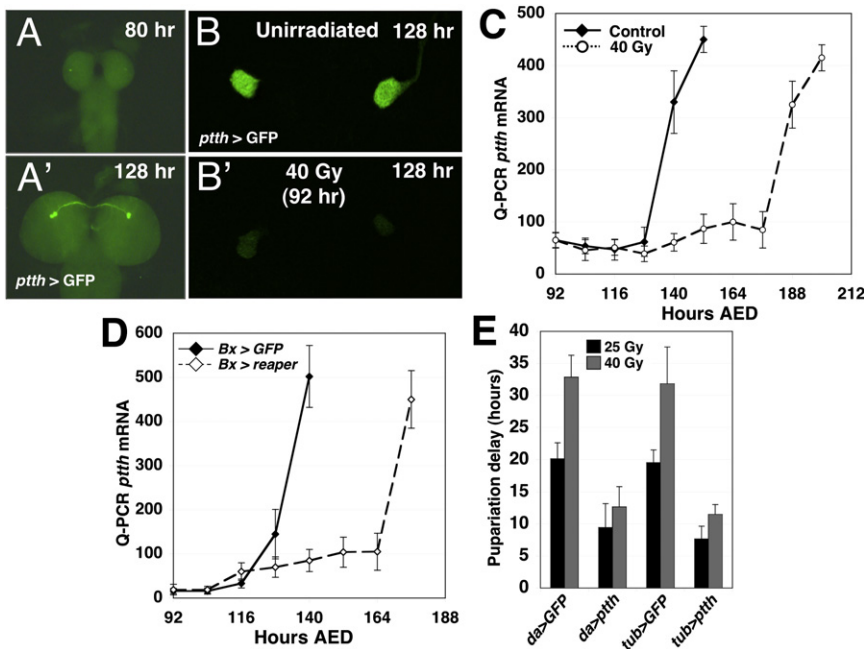 A
80 hr
A'
128 hr
ptth > GFP
B
Unirradiated
128 hr
ptth > GFP
B'
40 Gy
(92 hr)
128 hr
C
Control
40 Gy
Q-PCR ptth mRNA
500
400
300
200
100
0
92
116
140
164
188
212
Hours AED
D
Bx > GFP
Bx > reaper
Q-PCR ptth mRNA
600
500
400
300
200
100
0
92
116
140
164
188
Hours AED
E
25 Gy
40 Gy
Pupariation delay (hours)
40
35
30
25
20
15
10
5
0
da>GFP
da>ptth
tub>GFP
tub>ptth